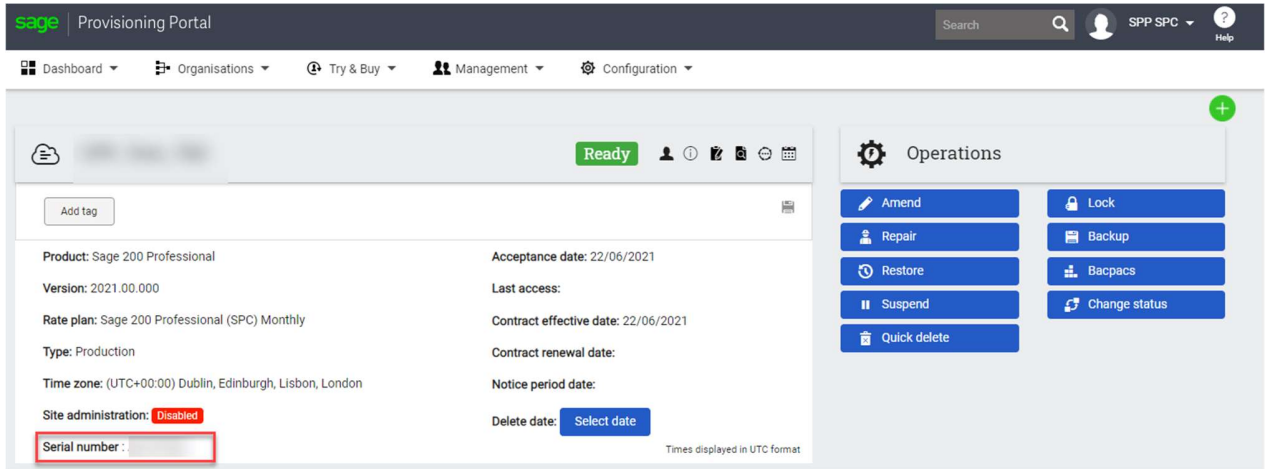 sage Provisioning Portal Search SPP SPC ? Help
Dashboard Organisations Try & Buy Management Configuration
Ready Operations
Add tag
Product: Sage 200 Professional
Version: 2021.00.000
Rate plan: Sage 200 Professional (SPC) Monthly
Type: Production
Time zone: (UTC+00:00) Dublin, Edinburgh, Lisbon, London
Site administration: Disabled
Serial number :
Acceptance date: 22/06/2021
Last access:
Contract effective date: 22/06/2021
Contract renewal date:
Notice period date:
Delete date: Select date
Times displayed in UTC format
Amend Lock
Repair Backup
Restore Bacpacs
Suspend Change status
Quick delete